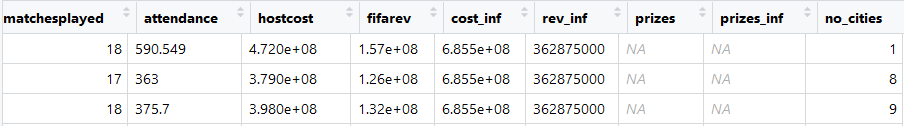 matchesplayed attendance hostcost fifarev cost_inf rev_inf prizes prizes_inf no_cities
18 590.549 4.720e+08 1.57e+08 6.855e+08 362875000 NA NA 1
17 363 3.790e+08 1.26e+08 6.855e+08 362875000 NA NA 8
18 375.7 3.980e+08 1.32e+08 6.855e+08 362875000 NA NA 9